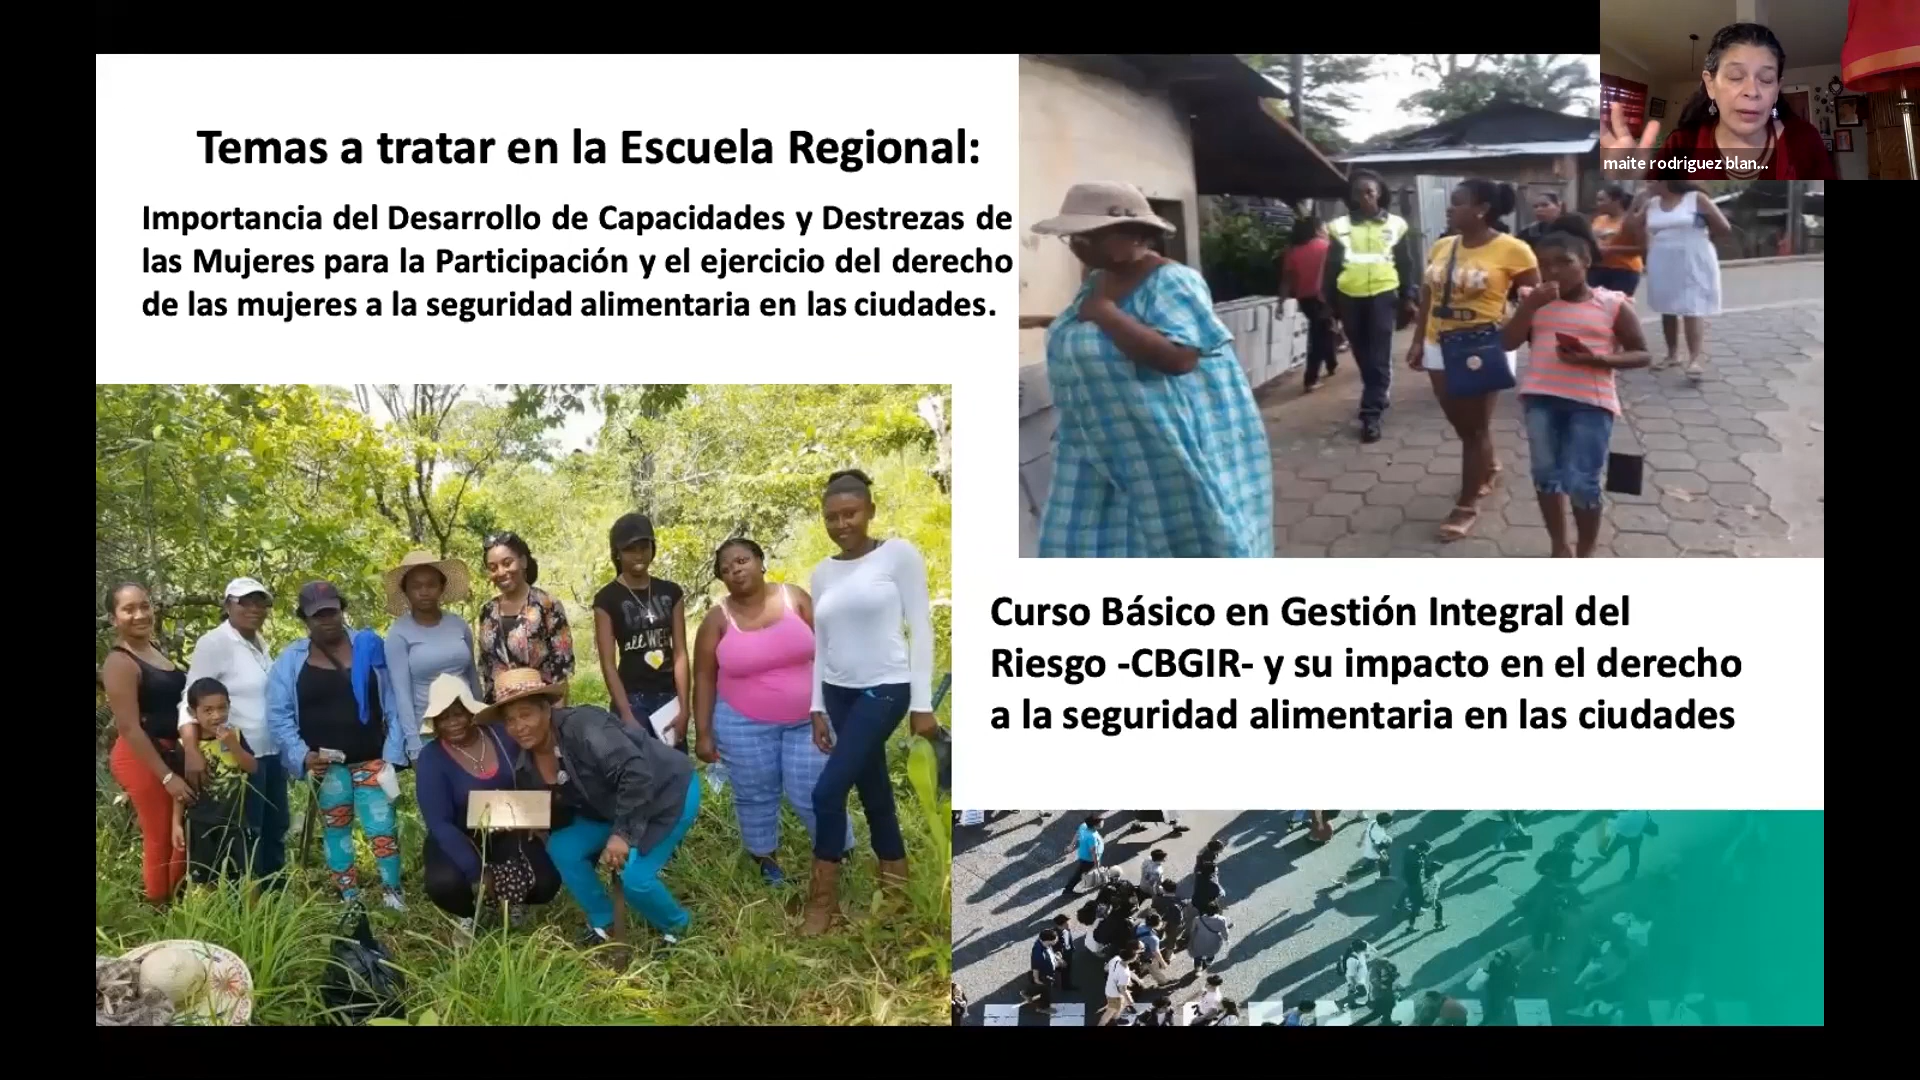 Temas a tratar en la Escuela Regional:
Importancia del Desarrollo de Capacidades y Destrezas de
las Mujeres para la Participación y el ejercicio del derecho
de las mujeres a la seguridad alimentaria en las ciudades.
maite rodriguez blan...
all WEEK
Curso Básico en Gestión Integral del
Riesgo -CBGIR- y su impacto en el derecho
a la seguridad alimentaria en las ciudades